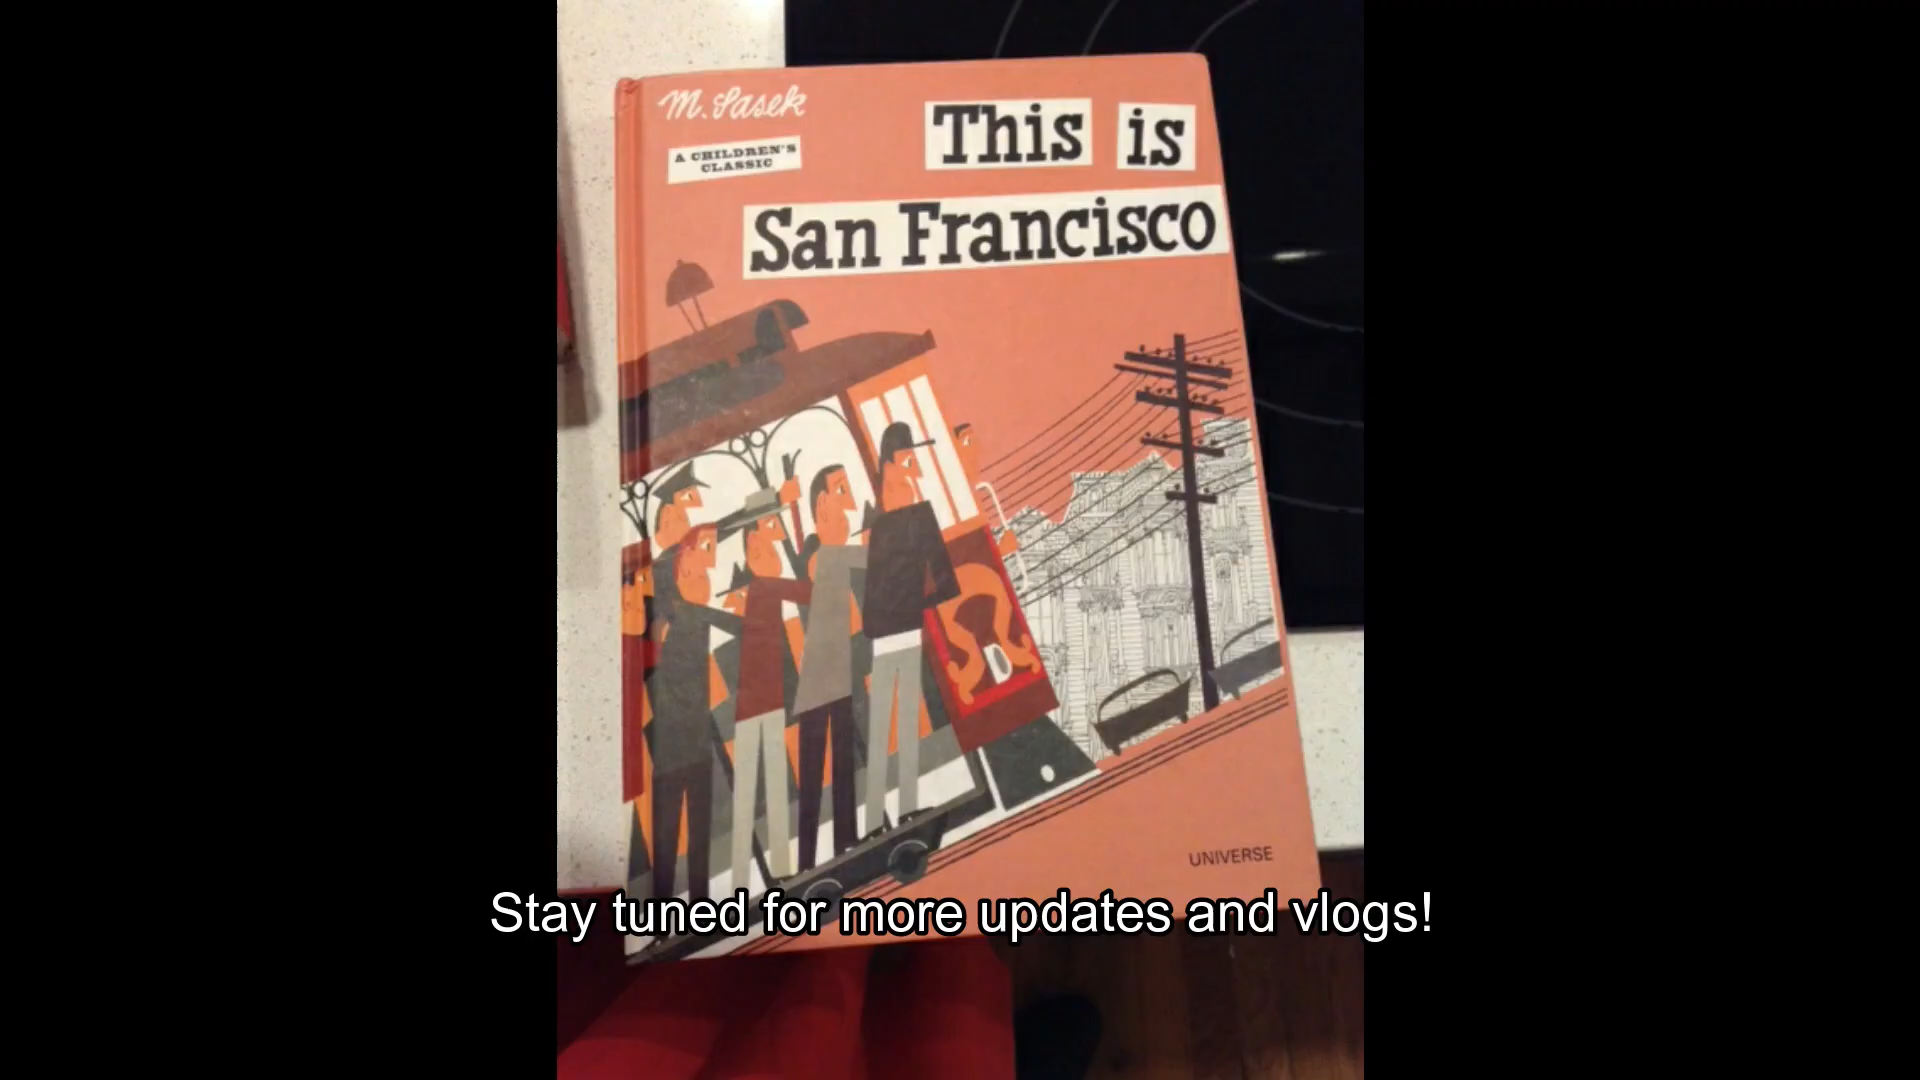 M. Sasek
A CHILDREN'S
CLASSIC
This is
San Francisco
UNIVERSE
Stay tuned for more updates and vlogs!